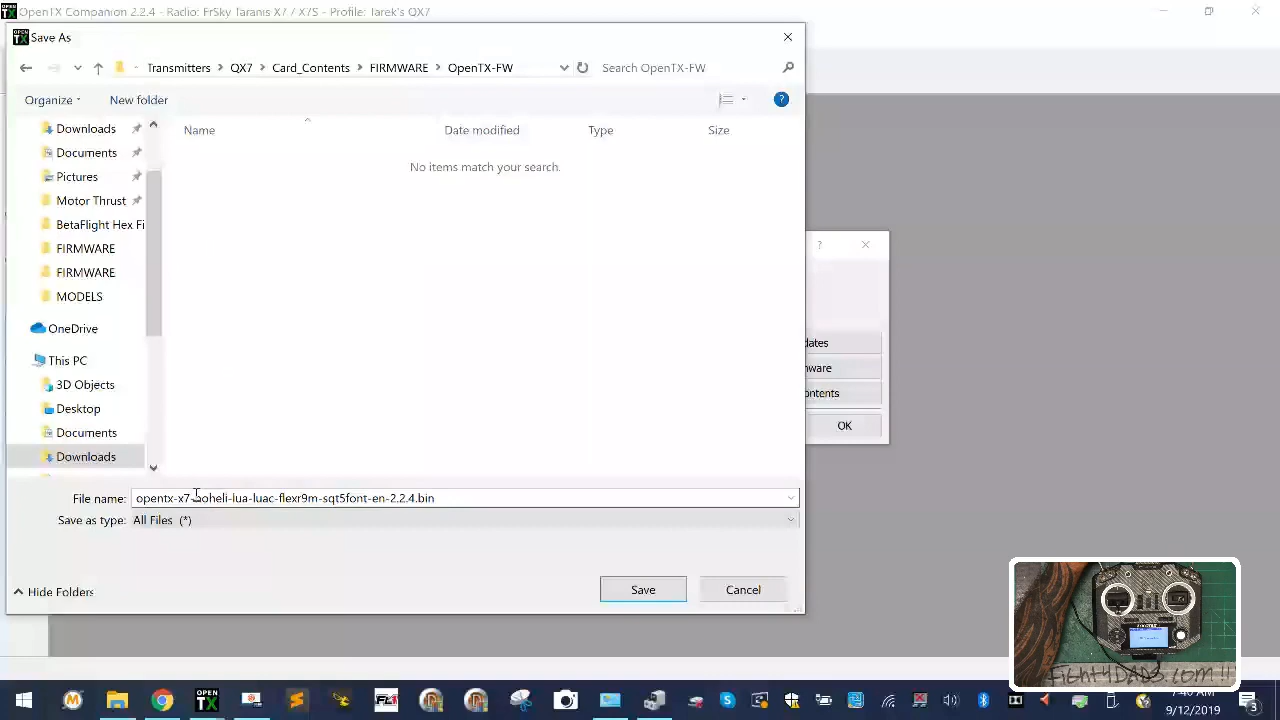 OpenTX Companion 2.2.4 - Radio: FrSky Taranis X7 / X7S - Profile: Tarek's QX7
Save As
Transmitters > QX7 > Card_Contents > FIRMWARE > OpenTX-FW
Search OpenTX-FW
Organize
New folder
Name
Date modified
Type
Size
No items match your search.
Downloads
Documents
Pictures
Motor Thrust
BetaFlight Hex Fi
FIRMWARE
FIRMWARE
MODELS
OneDrive
This PC
3D Objects
Desktop
Documents
Downloads
dates
ware
ontents
OK
File name: opentx-x7-noheli-lua-luac-flexr9m-sqt5font-en-2.2.4.bin
Save as type: All Files (*)
Hide Folders
Save
Cancel
fight4DADS.com !!!
7:40 AM
9/12/2019
3